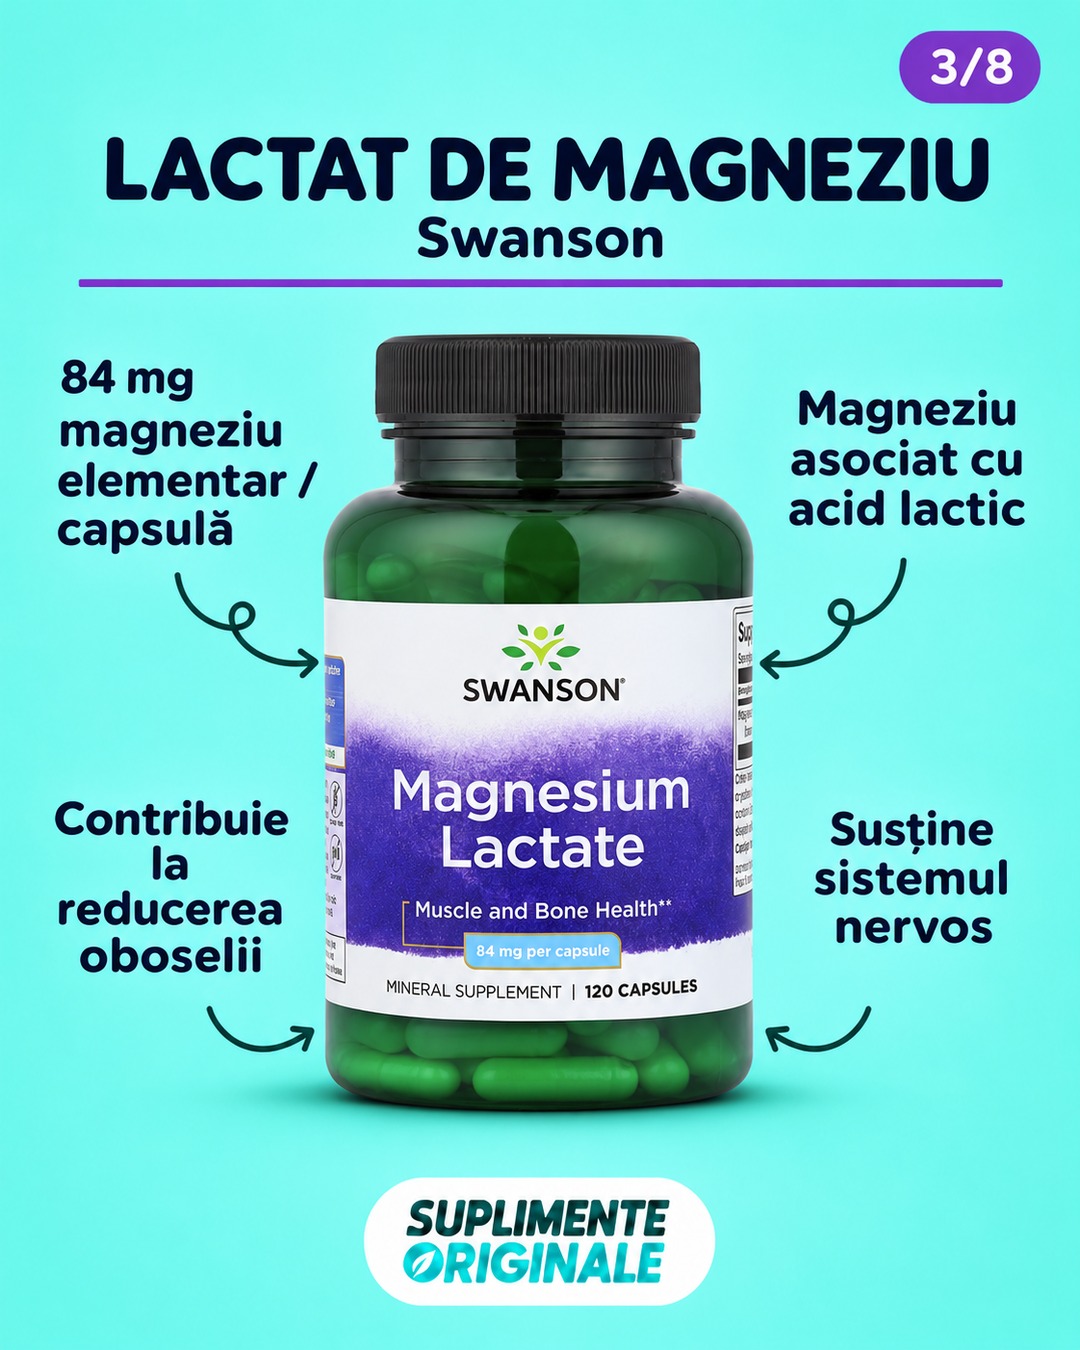 3/8
LACTAT DE MAGNEZIU
Swanson
84 mg
magneziu
elementar /
capsulă
Magneziu
asociat cu
acid lactic
SWANSON®
Magnesium
Lactate
Muscle and Bone Health**
84 mg per capsule
MINERAL SUPPLEMENT | 120 CAPSULES
Contribuie
la
reducerea
oboselii
Susține
sistemul
nervos
SUPLIMENTE
ORIGINALE